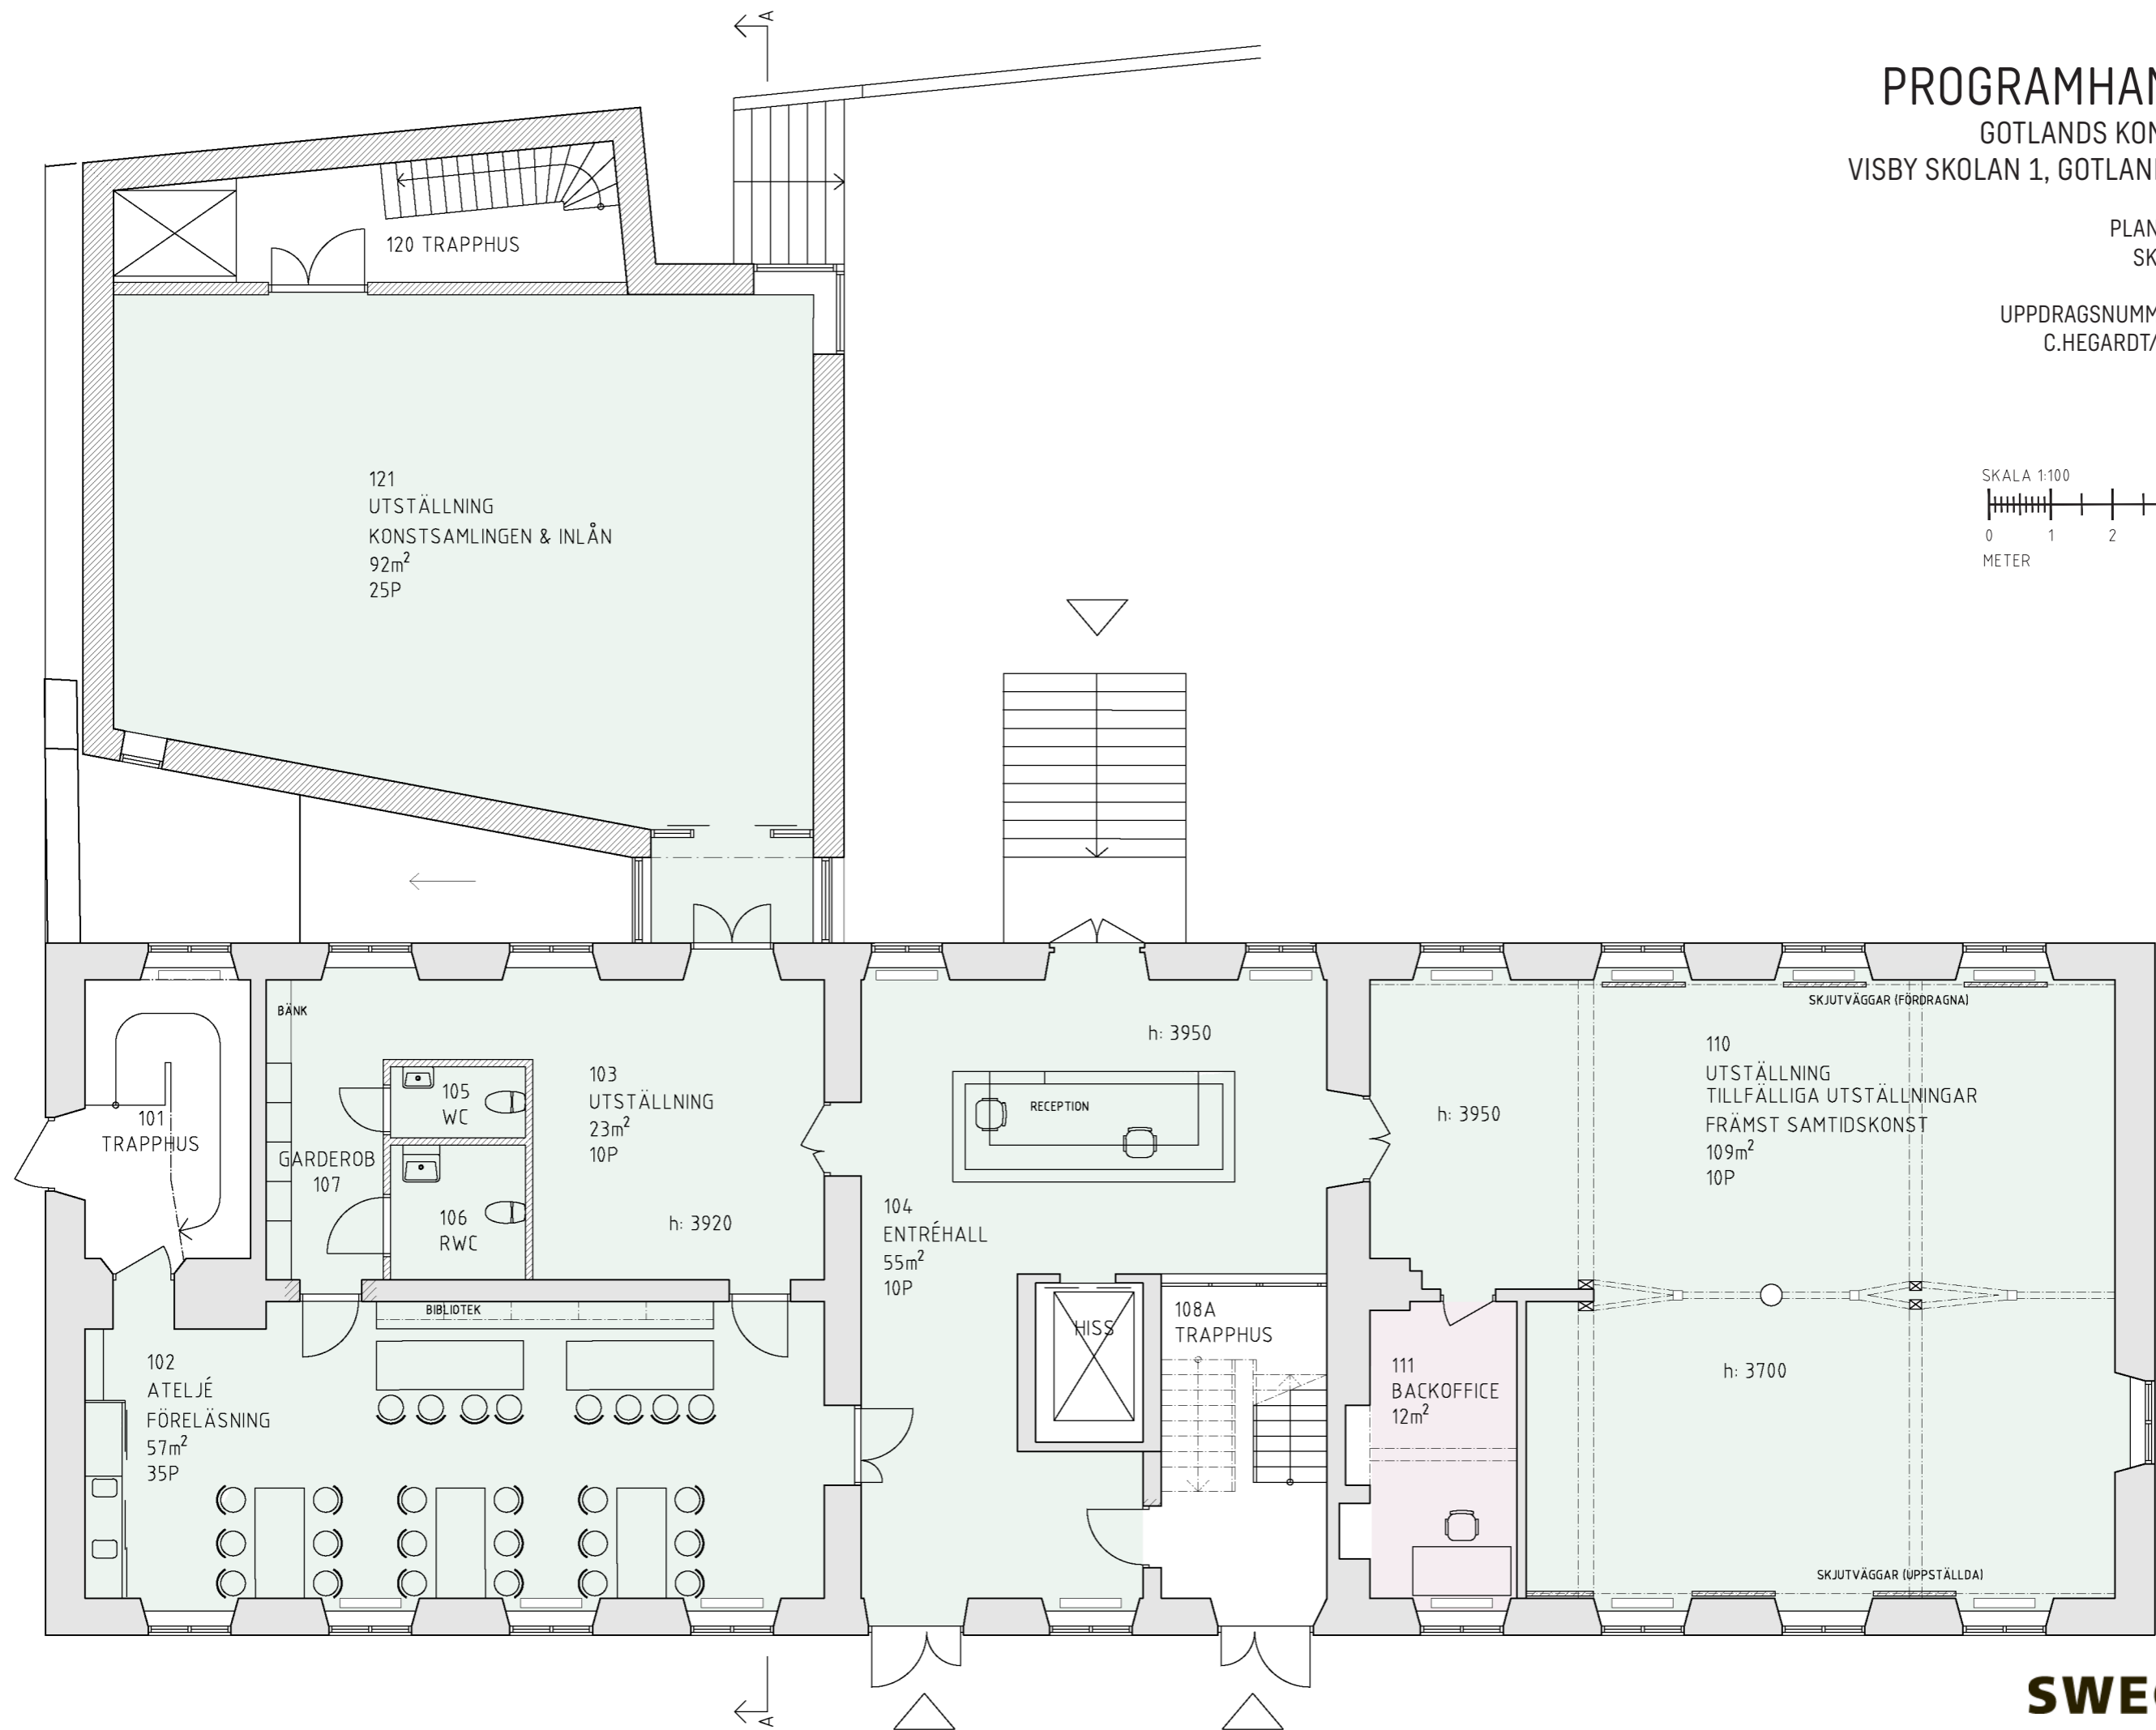 A
PROGRAMHAN
GOTLANDS KON
VISBY SKOLAN 1, GOTLAN
PLAN
SK
UPPDRAGSNUMM
C.HEGARDT/
SKALA 1:100
0 1 2
METER
120 TRAPPHUS
121
UTSTÄLLNING
KONSTSAMLINGEN & INLÅN
92m²
25P
BÄNK
101
TRAPPHUS
GARDEROB
107
105
WC
106
RWC
103
UTSTÄLLNING
23m²
10P
h: 3920
h: 3950
RECEPTION
104
ENTRÉHALL
55m²
10P
HISS
108A
TRAPPHUS
h: 3950
SKJUTVÄGGAR (FÖRDRAGNA)
110
UTSTÄLLNING
TILLFÄLLIGA UTSTÄLLNINGAR
FRÄMST SAMTIDSKONST
109m²
10P
BIBLIOTEK
102
ATELJÉ
FÖRELÄSNING
57m²
35P
111
BACKOFFICE
12m²
h: 3700
SKJUTVÄGGAR (UPPSTÄLLDA)
A
SWE